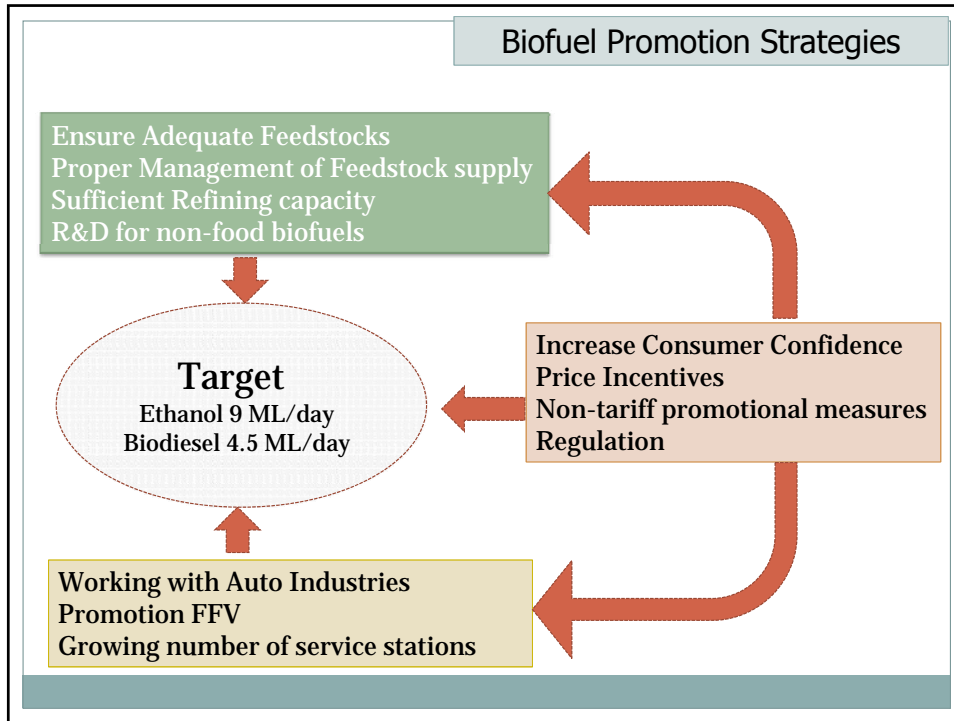 Biofuel Promotion Strategies
Ensure Adequate Feedstocks
Proper Management of Feedstock supply
Sufficient Refining capacity
R&D for non-food biofuels
Target
Ethanol 9 ML/day
Biodiesel 4.5 ML/day
Increase Consumer Confidence
Price Incentives
Non-tariff promotional measures
Regulation
Working with Auto Industries
Promotion FFV
Growing number of service stations